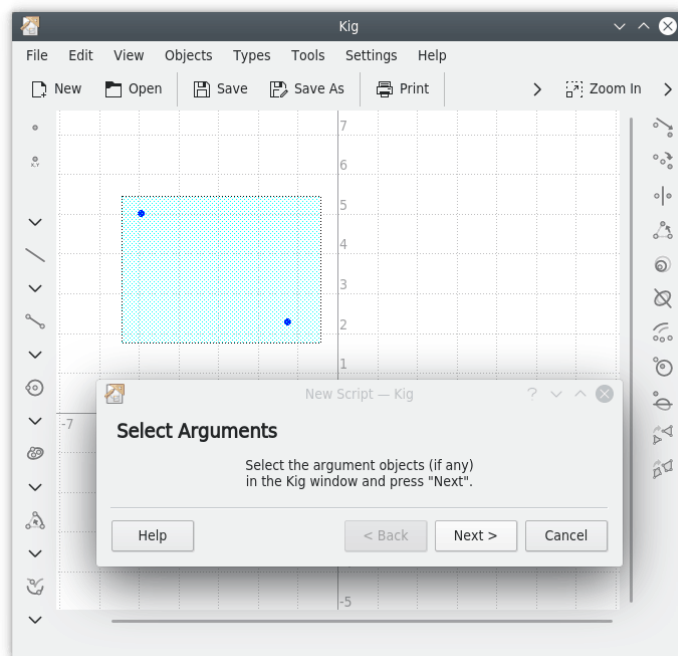 Kig
File Edit View Objects Types Tools Settings Help
New Open Save Save As Print Zoom In
7
6
5
4
3
2
1
-7
New Script — Kig
Select Arguments
Select the argument objects (if any)
in the Kig window and press "Next".
Help < Back Next > Cancel
-5